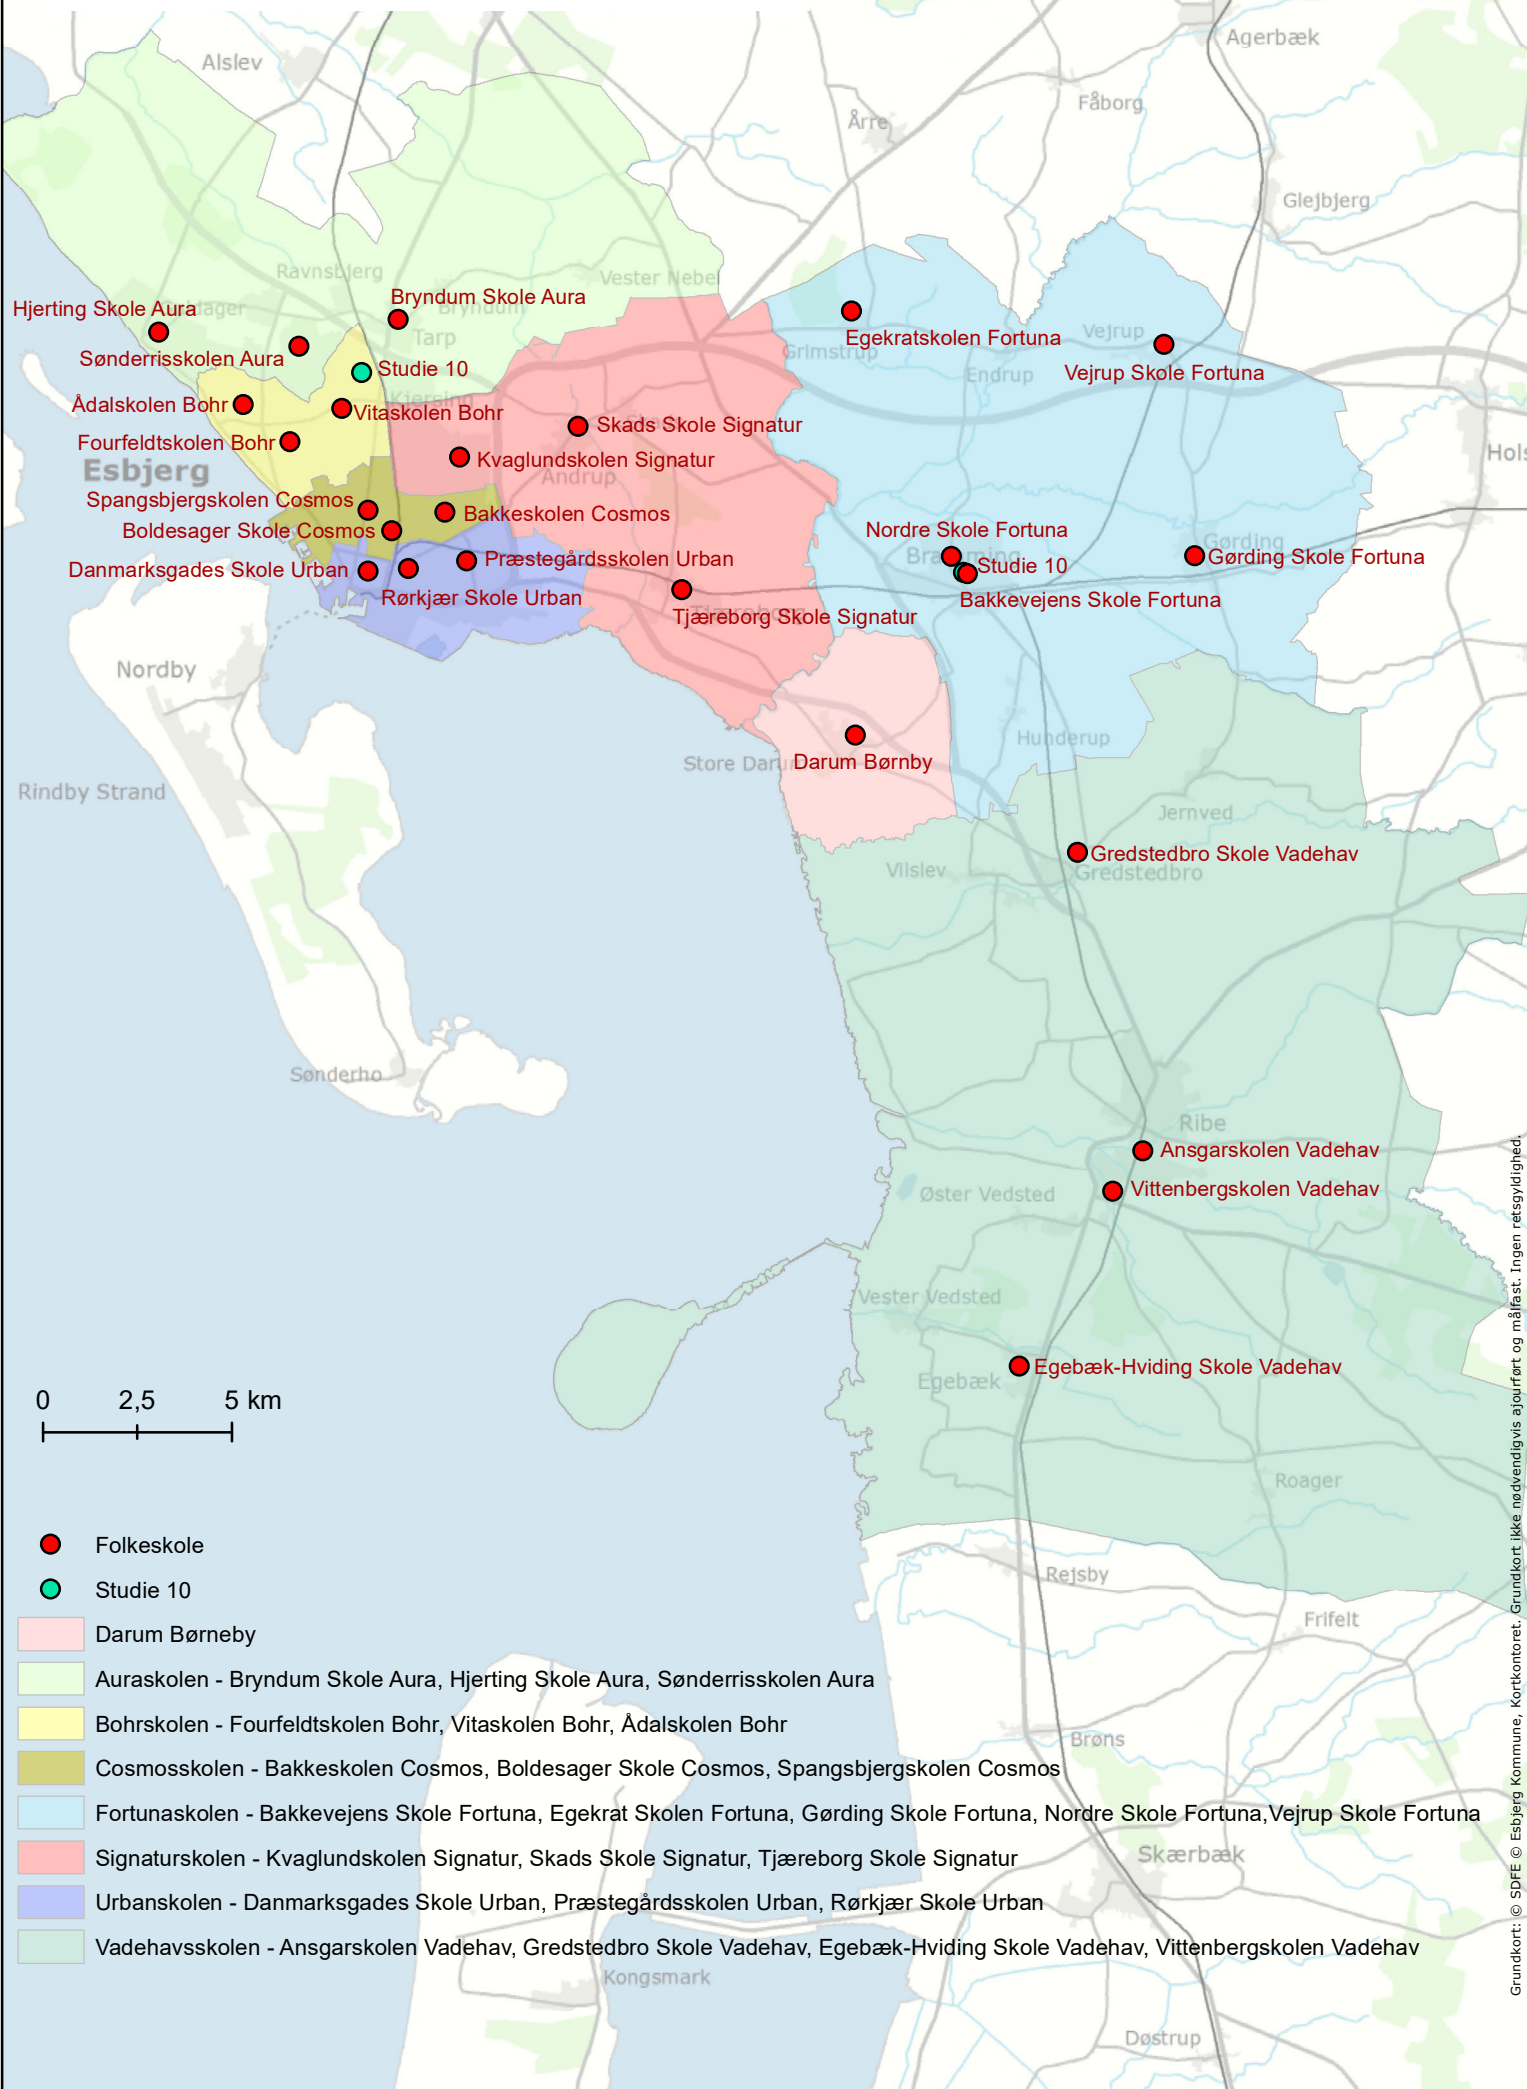 Agerbæk
Alslev
Fåborg
Årre
Glejbjerg
Ravnsbjerg
Vester Nebel
Bryndum Skole Aura
Hjerting Skole Aura
Bryndum
Egekratskolen Fortuna
Vejrup
Tarp
Grimstrup
Sønderrisskolen Aura
Studie 10
Endrup
Vejrup Skole Fortuna
Kjersing
Ådalskolen Bohr
Vitaskolen Bohr
Skads Skole Signatur
Fourfeldtskolen Bohr
Kvaglundskolen Signatur
Esbjerg
Andrup
Spangsbjergskolen Cosmos
Bakkeskolen Cosmos
Boldesager Skole Cosmos
Nordre Skole Fortuna
Gørding
Præstegårdsskolen Urban
Gørding Skole Fortuna
Danmarksgades Skole Urban
Studie 10
Rørkjær Skole Urban
Bakkevejens Skole Fortuna
Tjæreborg Skole Signatur
Nordby
Hunderup
Store Darum
Darum Børnby
Rindby Strand
Jernved
Gredstedbro Skole Vadehav
Vilslev
Gredstedbro
Sønderho
Ribe
Ansgarskolen Vadehav
Øster Vedsted
Vittenbergskolen Vadehav
Vester Vedsted
Egebæk-Hviding Skole Vadehav
Egebæk
0 2,5 5 km
Roager
Folkeskole
Rejsby
Studie 10
Frifelt
Darum Børneby
Auraskolen - Bryndum Skole Aura, Hjerting Skole Aura, Sønderrisskolen Aura
Bohrskolen - Fourfeldtskolen Bohr, Vitaskolen Bohr, Ådalskolen Bohr
Brøns
Cosmosskolen - Bakkeskolen Cosmos, Boldesager Skole Cosmos, Spangsbjergskolen Cosmos
Fortunaskolen - Bakkevejens Skole Fortuna, Egekrat Skolen Fortuna, Gørding Skole Fortuna, Nordre Skole Fortuna,Vejrup Skole Fortuna
Skærbæk
Signaturskolen - Kvaglundskolen Signatur, Skads Skole Signatur, Tjæreborg Skole Signatur
Urbanskolen - Danmarksgades Skole Urban, Præstegårdsskolen Urban, Rørkjær Skole Urban
Vadehavsskolen - Ansgarskolen Vadehav, Gredstedbro Skole Vadehav, Egebæk-Hviding Skole Vadehav, Vittenbergskolen Vadehav
Kongsmark
Døstrup
Grundkort: © SDFE © Esbjerg Kommune, Kortkontoret. Grundkort ikke nødvendigvis ajourført og målfast. Ingen retsgyldighed.